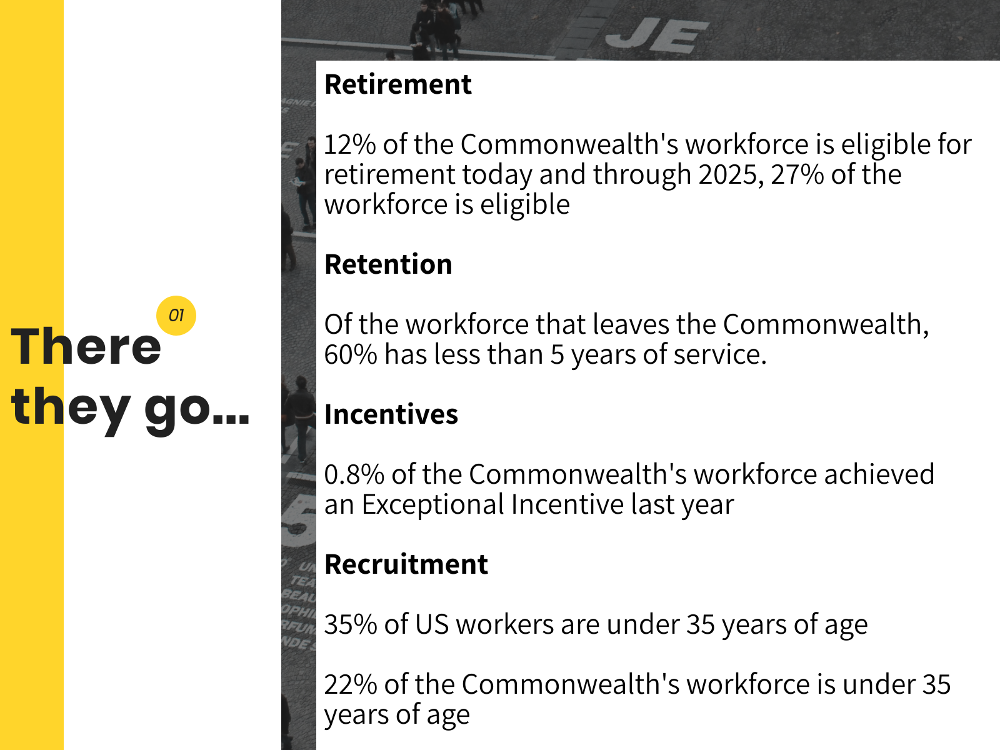 01
There
they go...
Retirement
12% of the Commonwealth's workforce is eligible for
retirement today and through 2025, 27% of the
workforce is eligible
Retention
Of the workforce that leaves the Commonwealth,
60% has less than 5 years of service.
Incentives
0.8% of the Commonwealth's workforce achieved
an Exceptional Incentive last year
Recruitment
35% of US workers are under 35 years of age
22% of the Commonwealth's workforce is under 35
years of age
JE
E
5